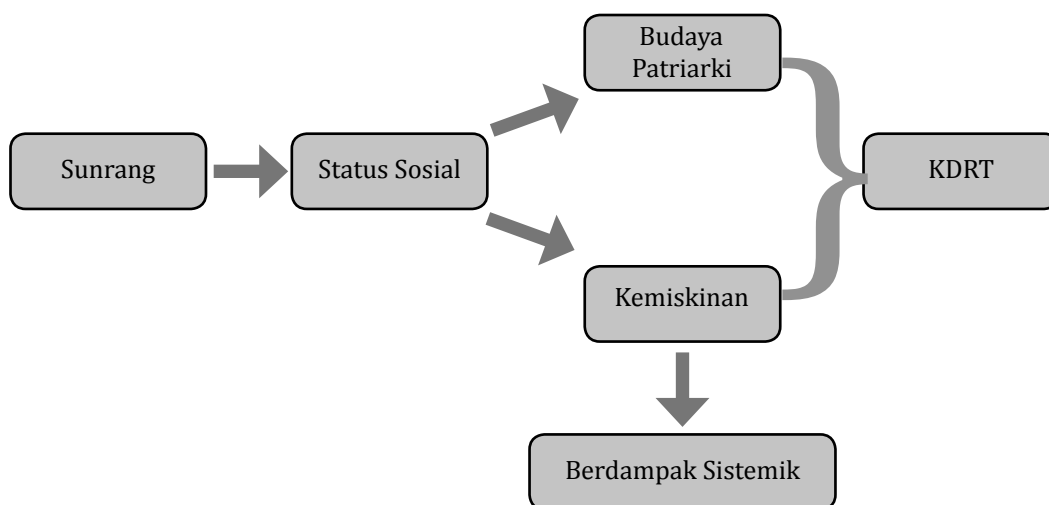 Budaya
Patriarki
Sunrang
Status Sosial
KDRT
Kemiskinan
Berdampak Sistemik